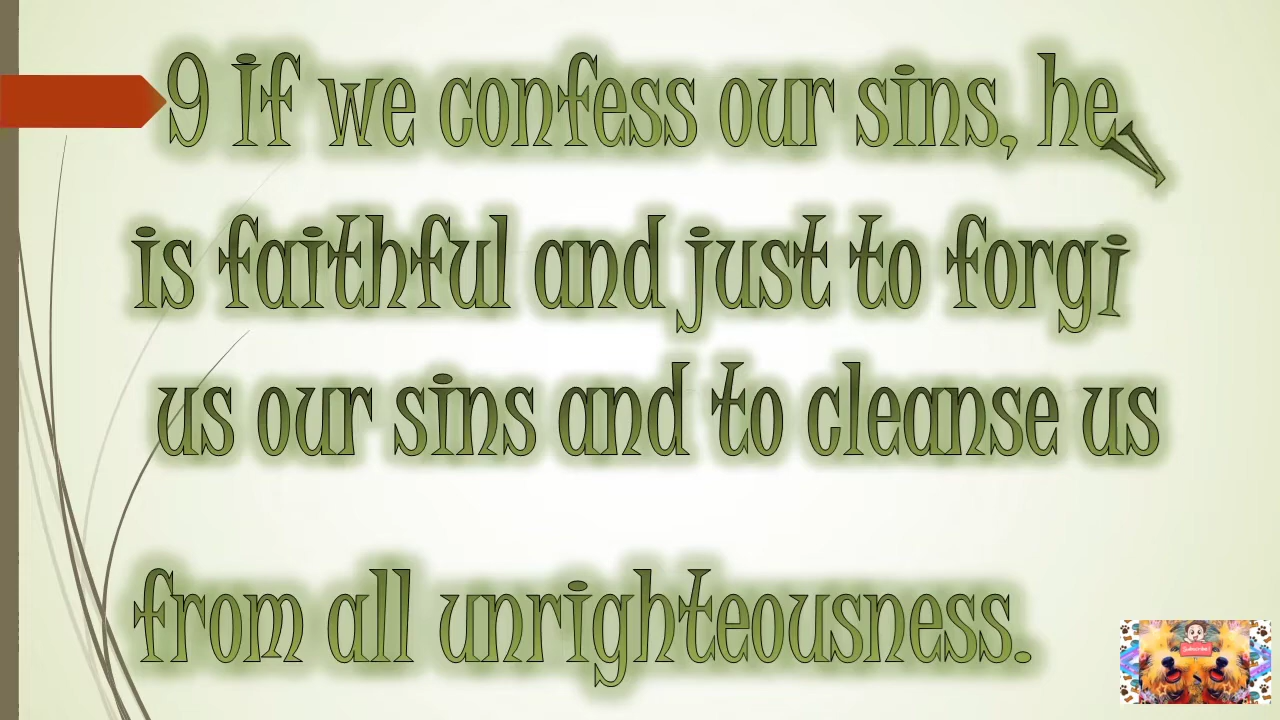 9 If we confess our sins, he
is faithful and just to forgiv
us our sins and to cleanse us
from all unrighteousness.